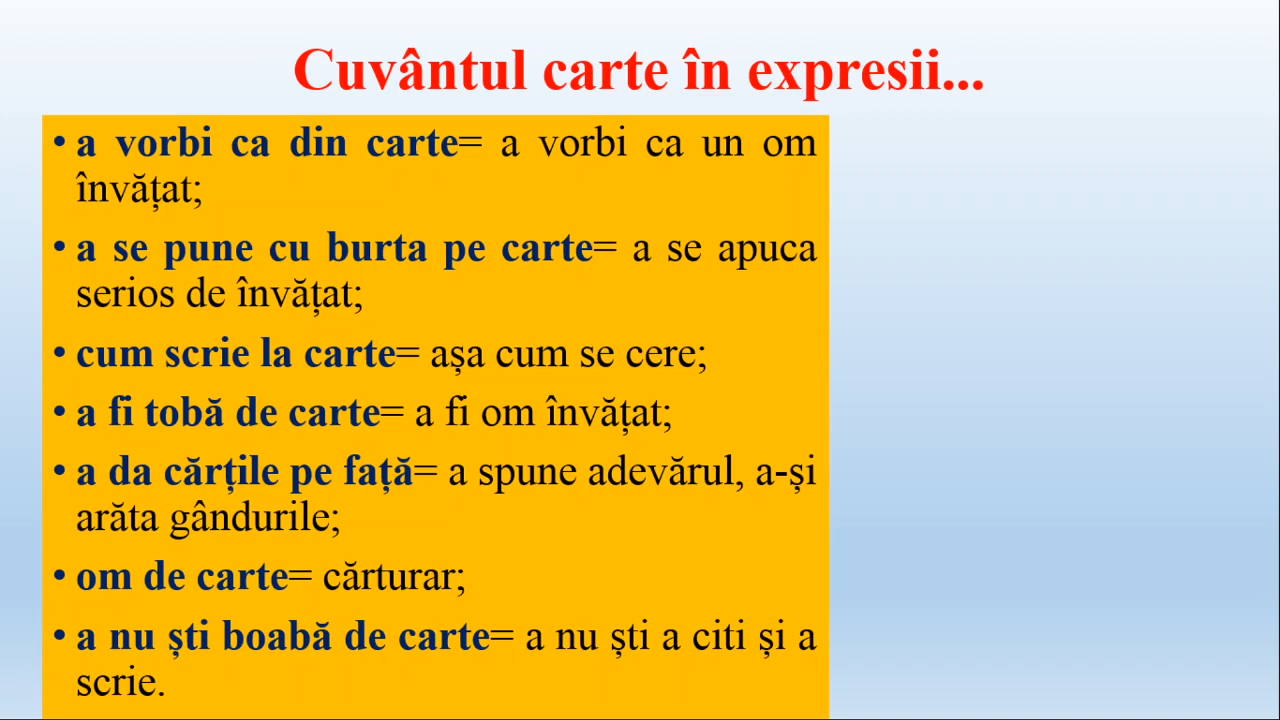 Cuvântul carte în expresii...
• a vorbi ca din carte= a vorbi ca un om
învățat;
• a se pune cu burta pe carte= a se apuca
serios de învățat;
• cum scrie la carte= așa cum se cere;
• a fi tobă de carte= a fi om învățat;
• a da cărțile pe față= a spune adevărul, a-și
arăta gândurile;
• om de carte= cărturar;
• a nu ști boabă de carte= a nu ști a citi și a
scrie.